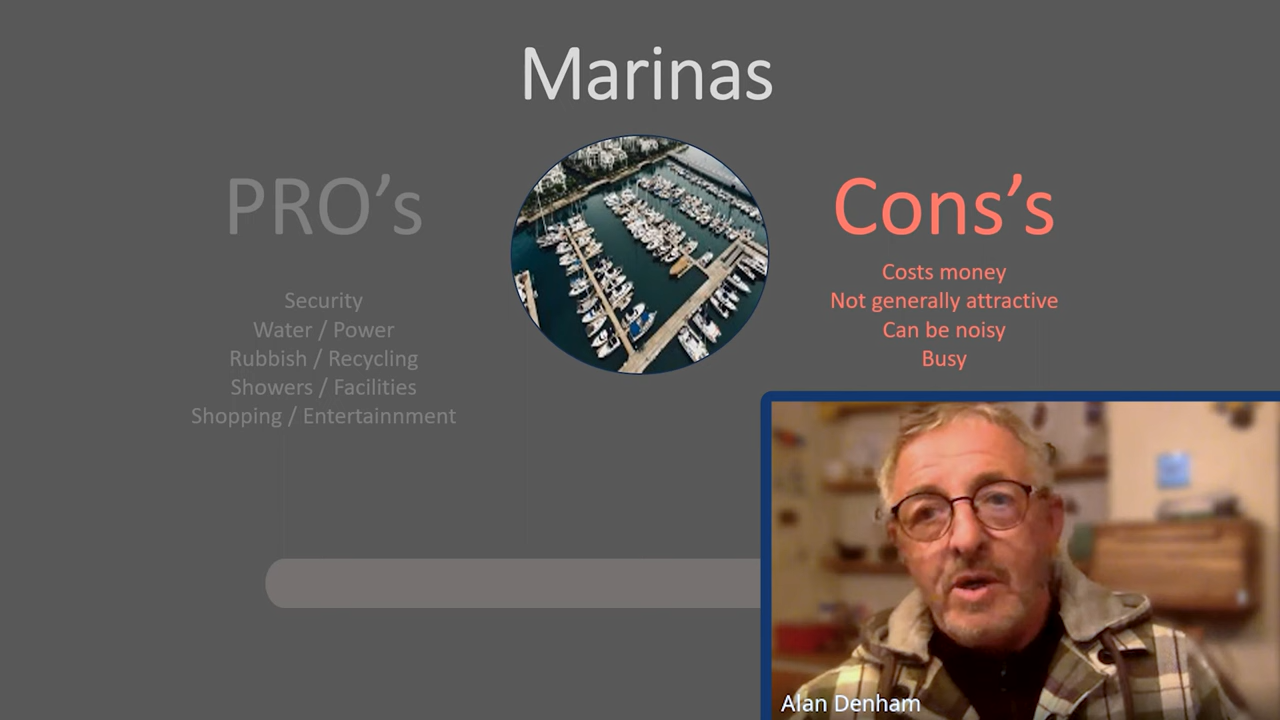 Marinas
PRO's
Security
Water / Power
Rubbish / Recycling
Showers / Facilities
Shopping / Entertainnment
Cons's
Costs money
Not generally attractive
Can be noisy
Busy
Alan Denham